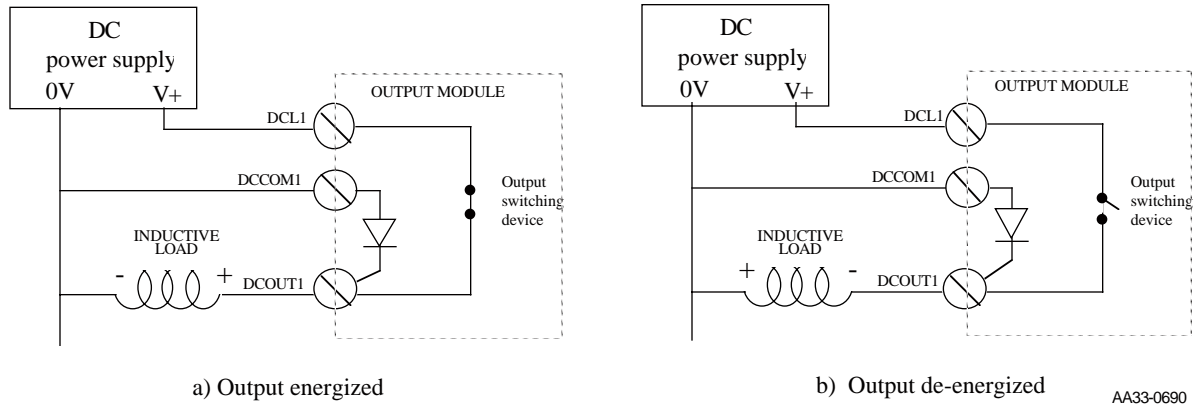 DC
power supply
0V V+
OUTPUT MODULE
DCL1
DCCOM1
Output
switching
device
INDUCTIVE
LOAD
- +
DCOUT1
a) Output energized
DC
power supply
0V V+
OUTPUT MODULE
DCL1
DCCOM1
Output
switching
device
INDUCTIVE
LOAD
+ -
DCOUT1
b) Output de-energized
AA33-0690